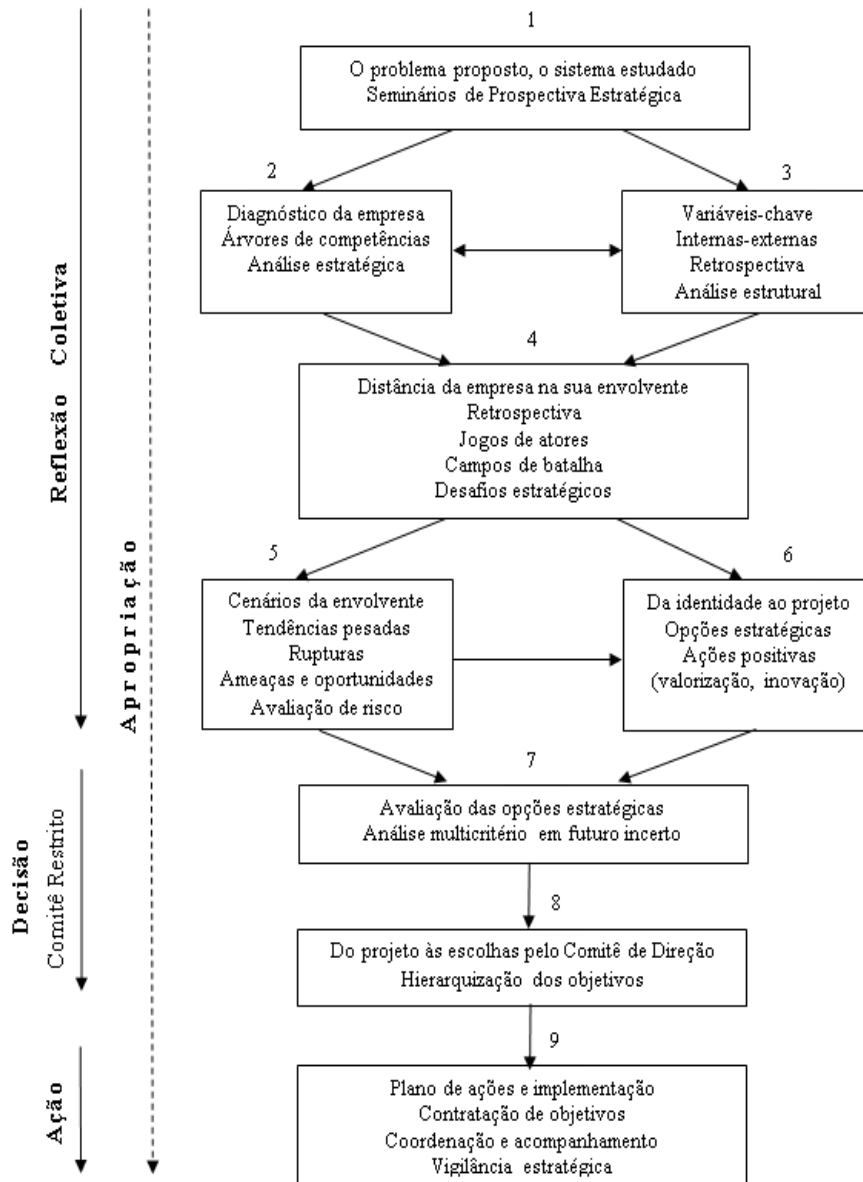 1
O problema proposto, o sistema estudado
Seminários de Prospectiva Estratégica
2
Diagnóstico da empresa
Árvores de competências
Análise estratégica
3
Variáveis-chave
Internas-externas
Retrospectiva
Análise estrutural
4
Distância da empresa na sua envolvente
Retrospectiva
Jogos de atores
Campos de batalha
Desafios estratégicos
5
Cenários da envolvente
Tendências pesadas
Rupturas
Ameaças e oportunidades
Avaliação de risco
6
Da identidade ao projeto
Opções estratégicas
Ações positivas
(valorização, inovação)
7
Avaliação das opções estratégicas
Análise multicritério em futuro incerto
8
Do projeto às escolhas pelo Comitê de Direção
Hierarquização dos objetivos
9
Plano de ações e implementação
Contratação de objetivos
Coordenação e acompanhamento
Vigilância estratégica
Reflexão Coletiva
Apropriação
Decisão
Comitê Restrito
Ação